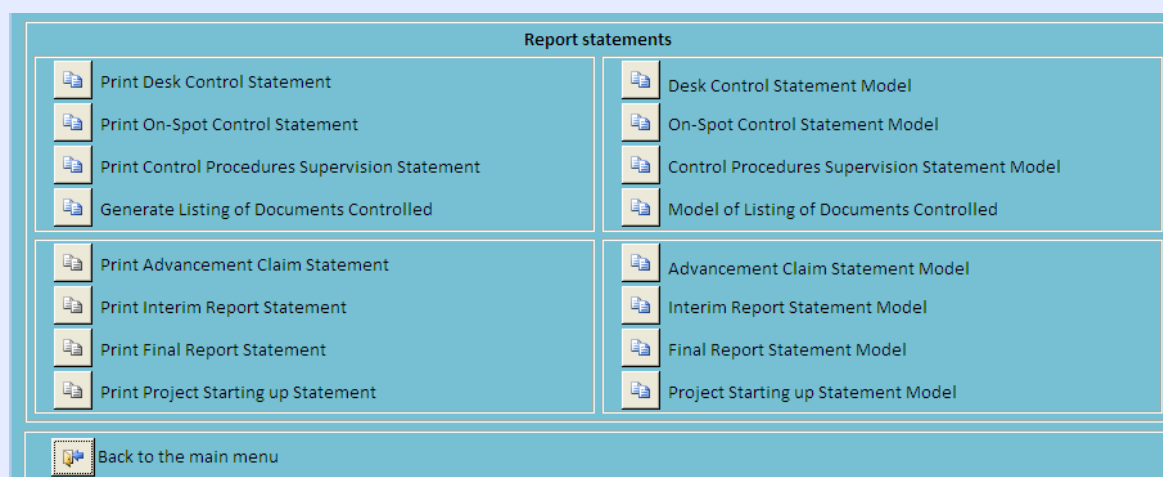 Report statements
Print Desk Control Statement
Print On-Spot Control Statement
Print Control Procedures Supervision Statement
Generate Listing of Documents Controlled
Desk Control Statement Model
On-Spot Control Statement Model
Control Procedures Supervision Statement Model
Model of Listing of Documents Controlled
Print Advancement Claim Statement
Print Interim Report Statement
Print Final Report Statement
Print Project Starting up Statement
Advancement Claim Statement Model
Interim Report Statement Model
Final Report Statement Model
Project Starting up Statement Model
Back to the main menu